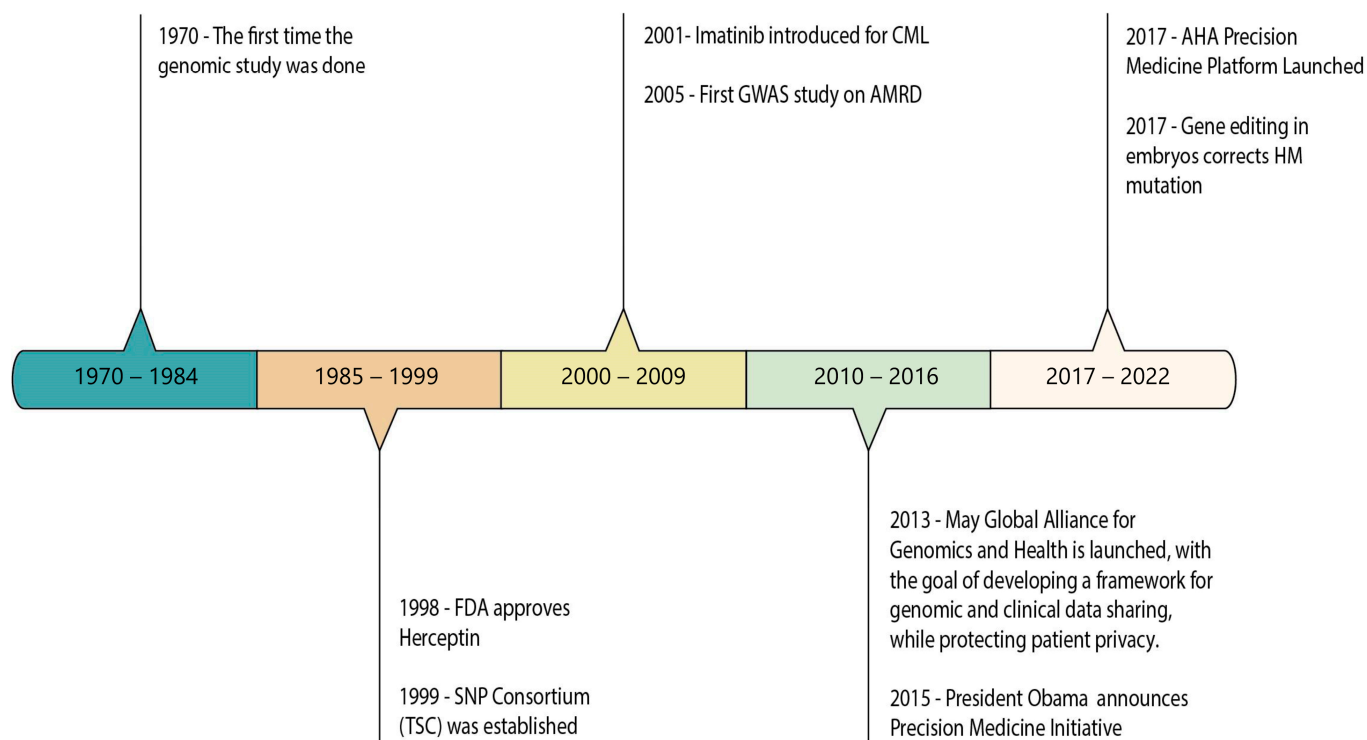 1970 - The first time the
genomic study was done
2001- Imatinib introduced for CML
2005 - First GWAS study on AMRD
2017 - AHA Precision
Medicine Platform Launched
2017 - Gene editing in
embryos corrects HM
mutation
1970 – 1984
1985 – 1999
2000 – 2009
2010 – 2016
2017 – 2022
1998 - FDA approves
Herceptin
1999 - SNP Consortium
(TSC) was established
2013 - May Global Alliance for
Genomics and Health is launched, with
the goal of developing a framework for
genomic and clinical data sharing,
while protecting patient privacy.
2015 - President Obama announces
Precision Medicine Initiative